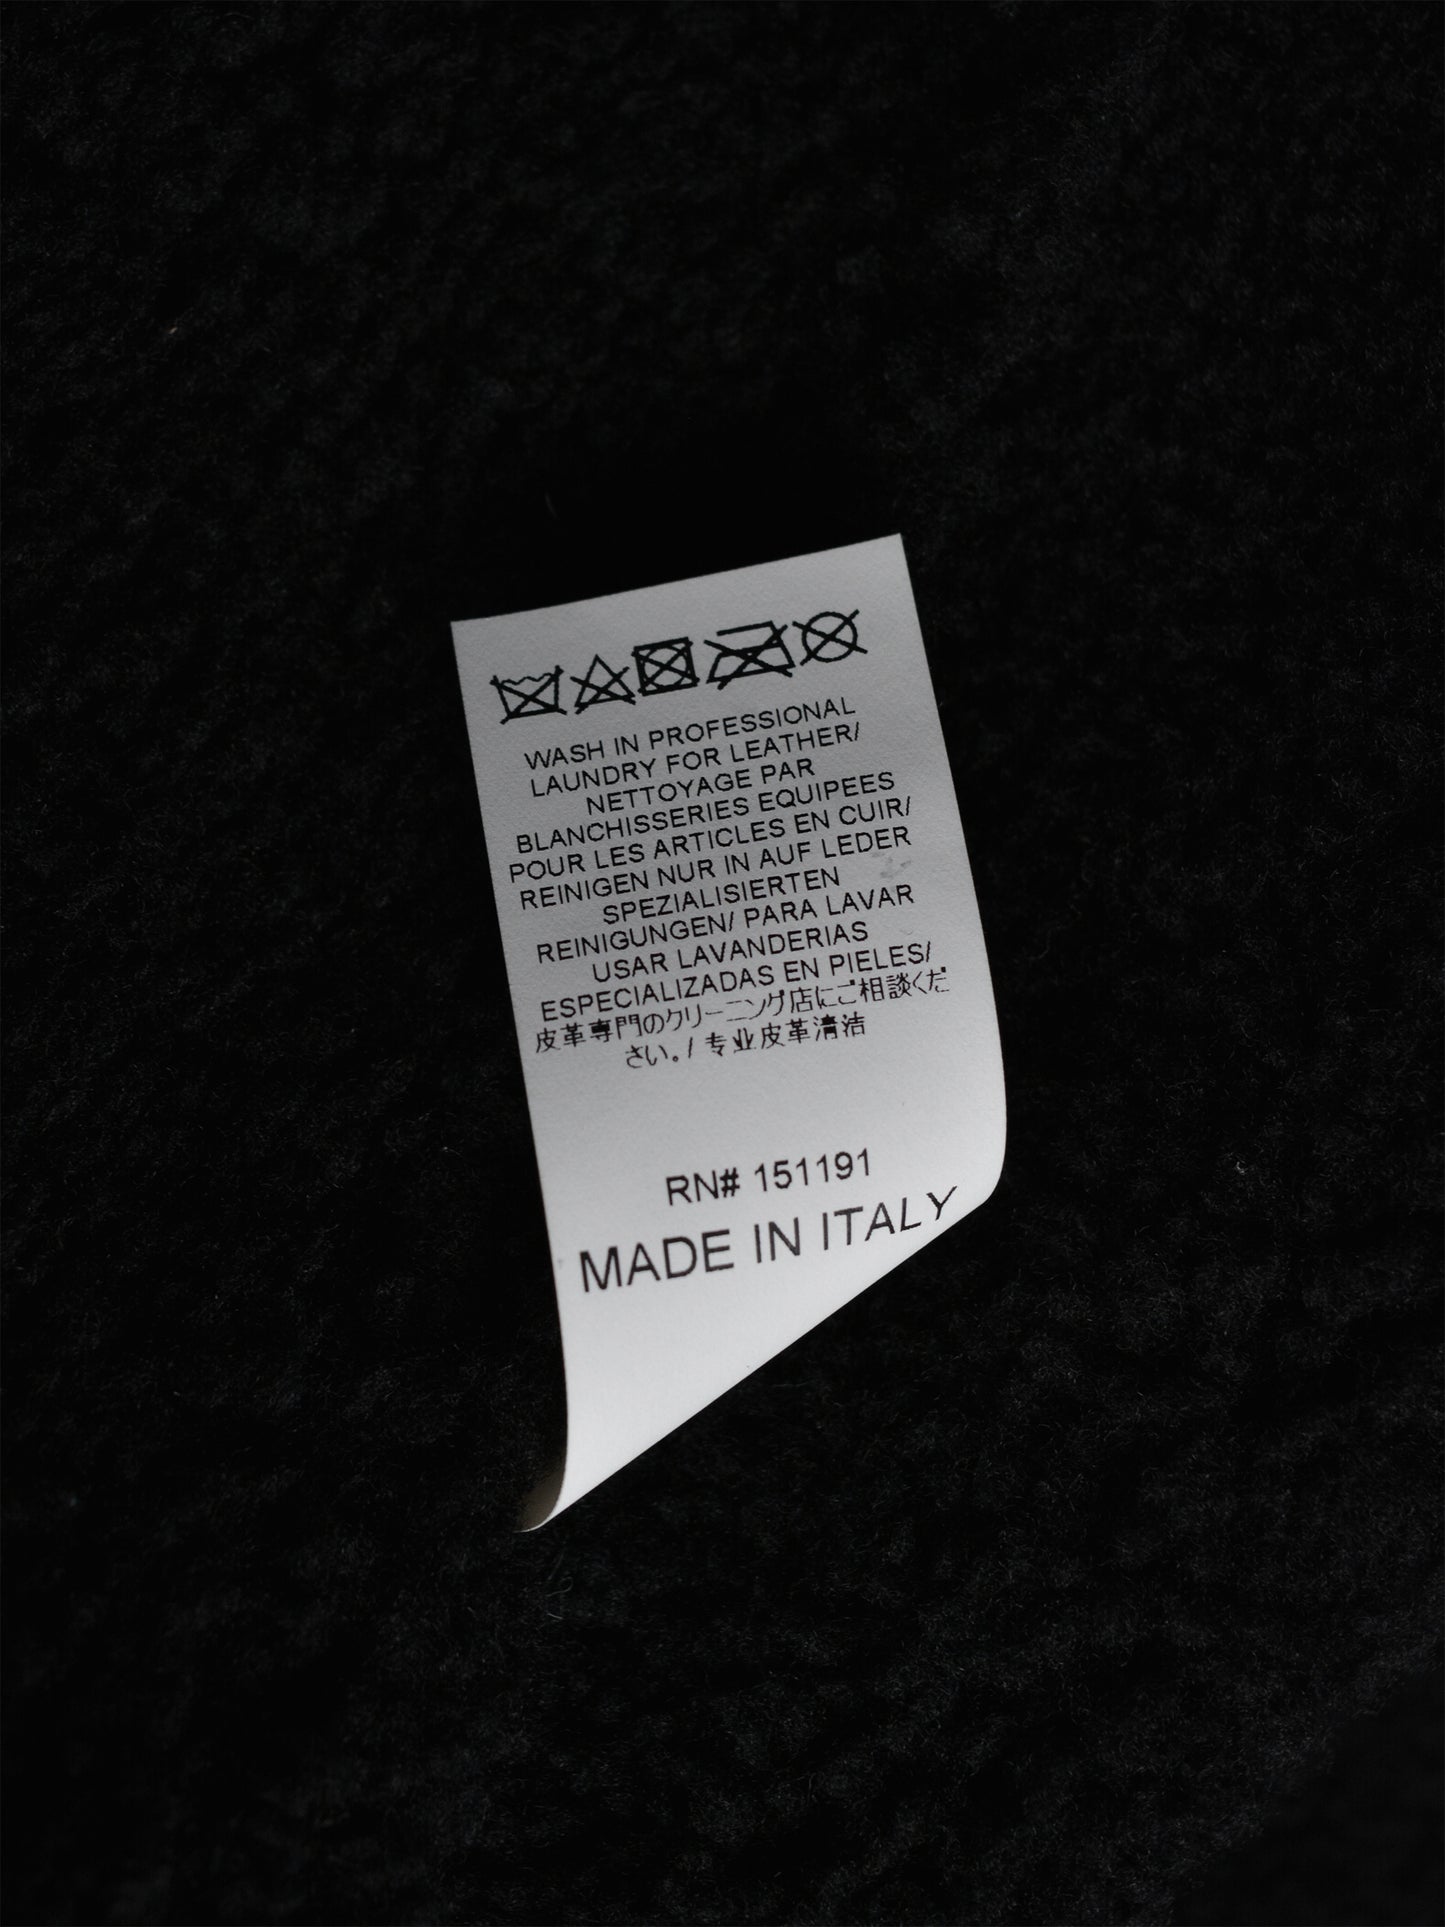 WASH IN PROFESSIONAL
LAUNDRY FOR LEATHER/
NETTOYAGE PAR
BLANCHISSERIES EQUIPEES
POUR LES ARTICLES EN CUIR/
REINIGEN NUR IN AUF LEDER
SPEZIALISIERTEN
REINIGUNGEN/ PARA LAVAR
USAR LAVANDERIAS
ESPECIALIZADAS EN PIELES/
皮革専門のクリーニング店にご相談くだ
さい。/ 专业皮革清洁
RN# 151191
MADE IN ITALY